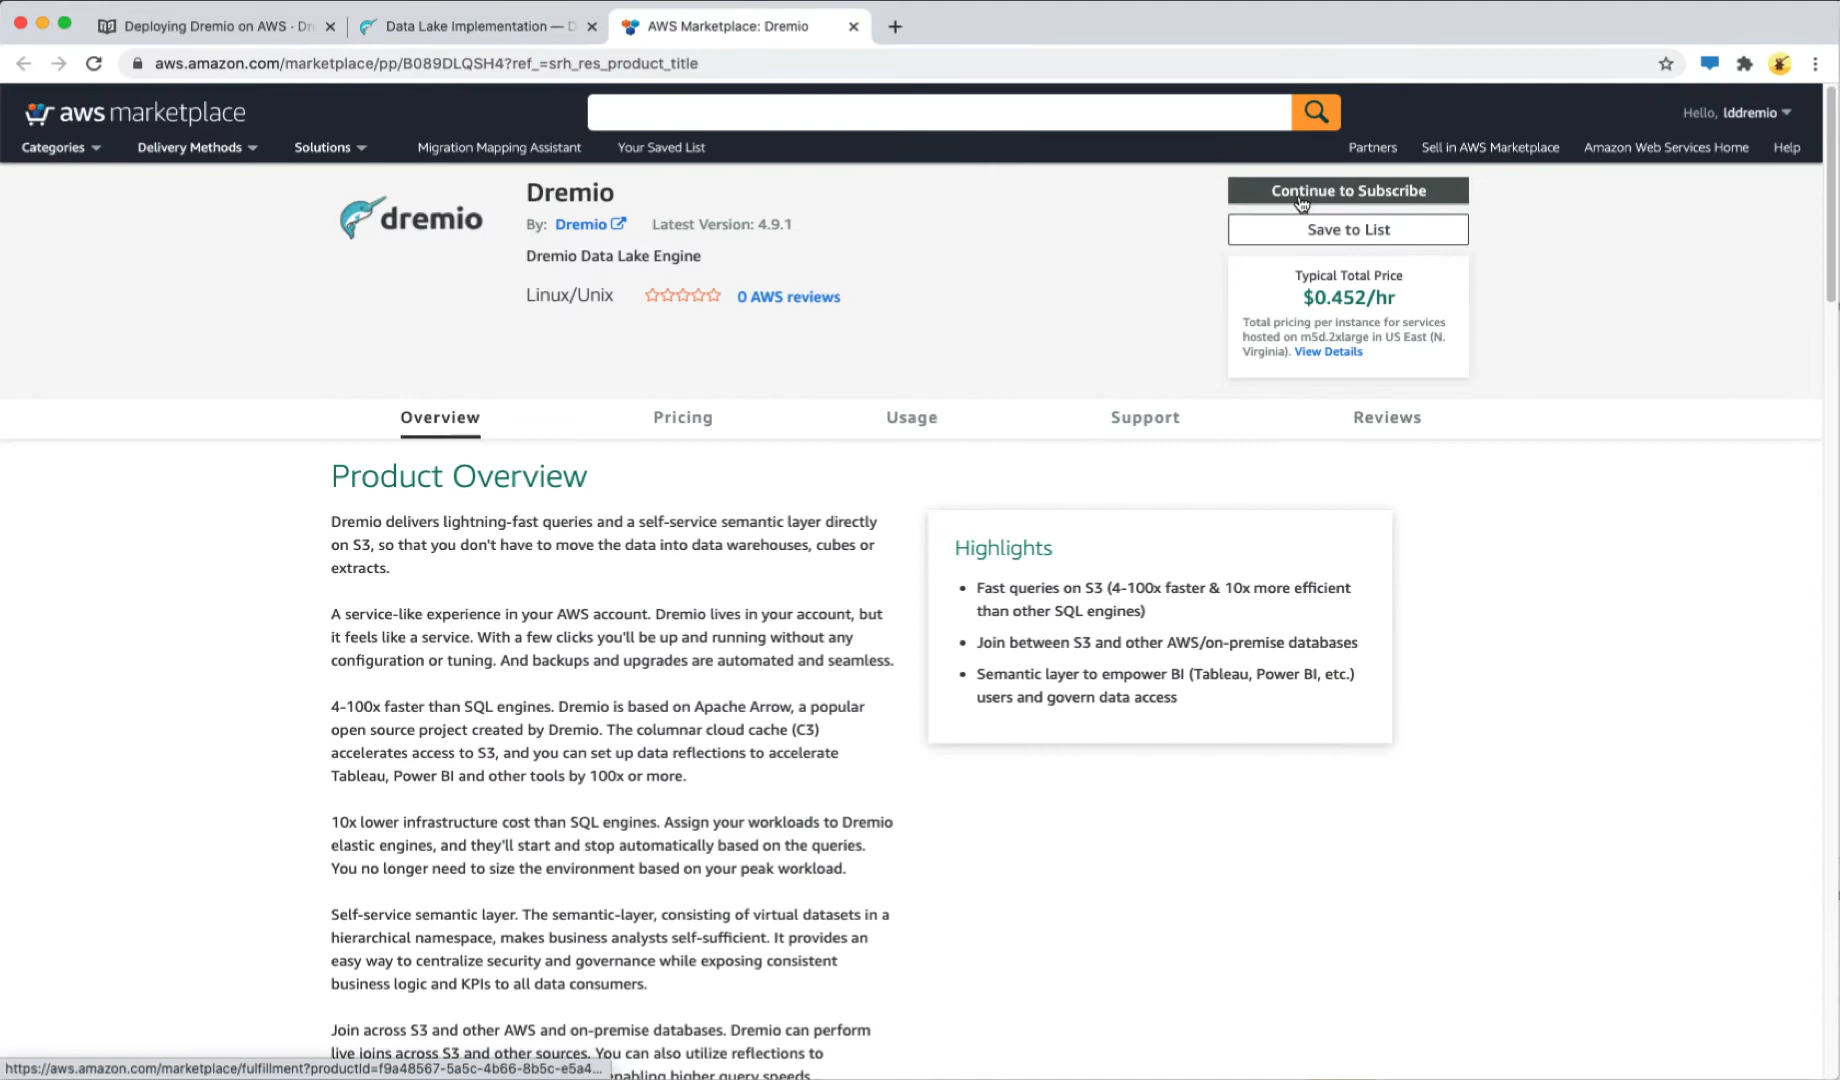 Deploying Dremio on AWS · Dr
Data Lake Implementation — D
AWS Marketplace: Dremio
aws.amazon.com/marketplace/pp/B089DLQSH4?ref_=srh_res_product_title
aws marketplace
Hello, lddremio
Categories
Delivery Methods
Solutions
Migration Mapping Assistant
Your Saved List
Partners
Sell in AWS Marketplace
Amazon Web Services Home
Help
dremio
Dremio
By: Dremio
Latest Version: 4.9.1
Dremio Data Lake Engine
Linux/Unix
0 AWS reviews
Continue to Subscribe
Save to List
Typical Total Price
$0.452/hr
Total pricing per instance for services
hosted on m5d.2xlarge in US East (N.
Virginia). View Details
Overview
Pricing
Usage
Support
Reviews
Product Overview
Dremio delivers lightning-fast queries and a self-service semantic layer directly
on S3, so that you don't have to move the data into data warehouses, cubes or
extracts.
A service-like experience in your AWS account. Dremio lives in your account, but
it feels like a service. With a few clicks you'll be up and running without any
configuration or tuning. And backups and upgrades are automated and seamless.
4-100x faster than SQL engines. Dremio is based on Apache Arrow, a popular
open source project created by Dremio. The columnar cloud cache (C3)
accelerates access to S3, and you can set up data reflections to accelerate
Tableau, Power BI and other tools by 100x or more.
10x lower infrastructure cost than SQL engines. Assign your workloads to Dremio
elastic engines, and they'll start and stop automatically based on the queries.
You no longer need to size the environment based on your peak workload.
Self-service semantic layer. The semantic-layer, consisting of virtual datasets in a
hierarchical namespace, makes business analysts self-sufficient. It provides an
easy way to centralize security and governance while exposing consistent
business logic and KPIs to all data consumers.
Join across S3 and other AWS and on-premise databases. Dremio can perform
live joins across S3 and other sources. You can also utilize reflections to
enabling higher query speeds
Highlights
• Fast queries on S3 (4-100x faster & 10x more efficient
than other SQL engines)
• Join between S3 and other AWS/on-premise databases
• Semantic layer to empower BI (Tableau, Power BI, etc.)
users and govern data access
https://aws.amazon.com/marketplace/fulfillment?productId=f9a48567-5a5c-4b66-8b5c-e5a4...